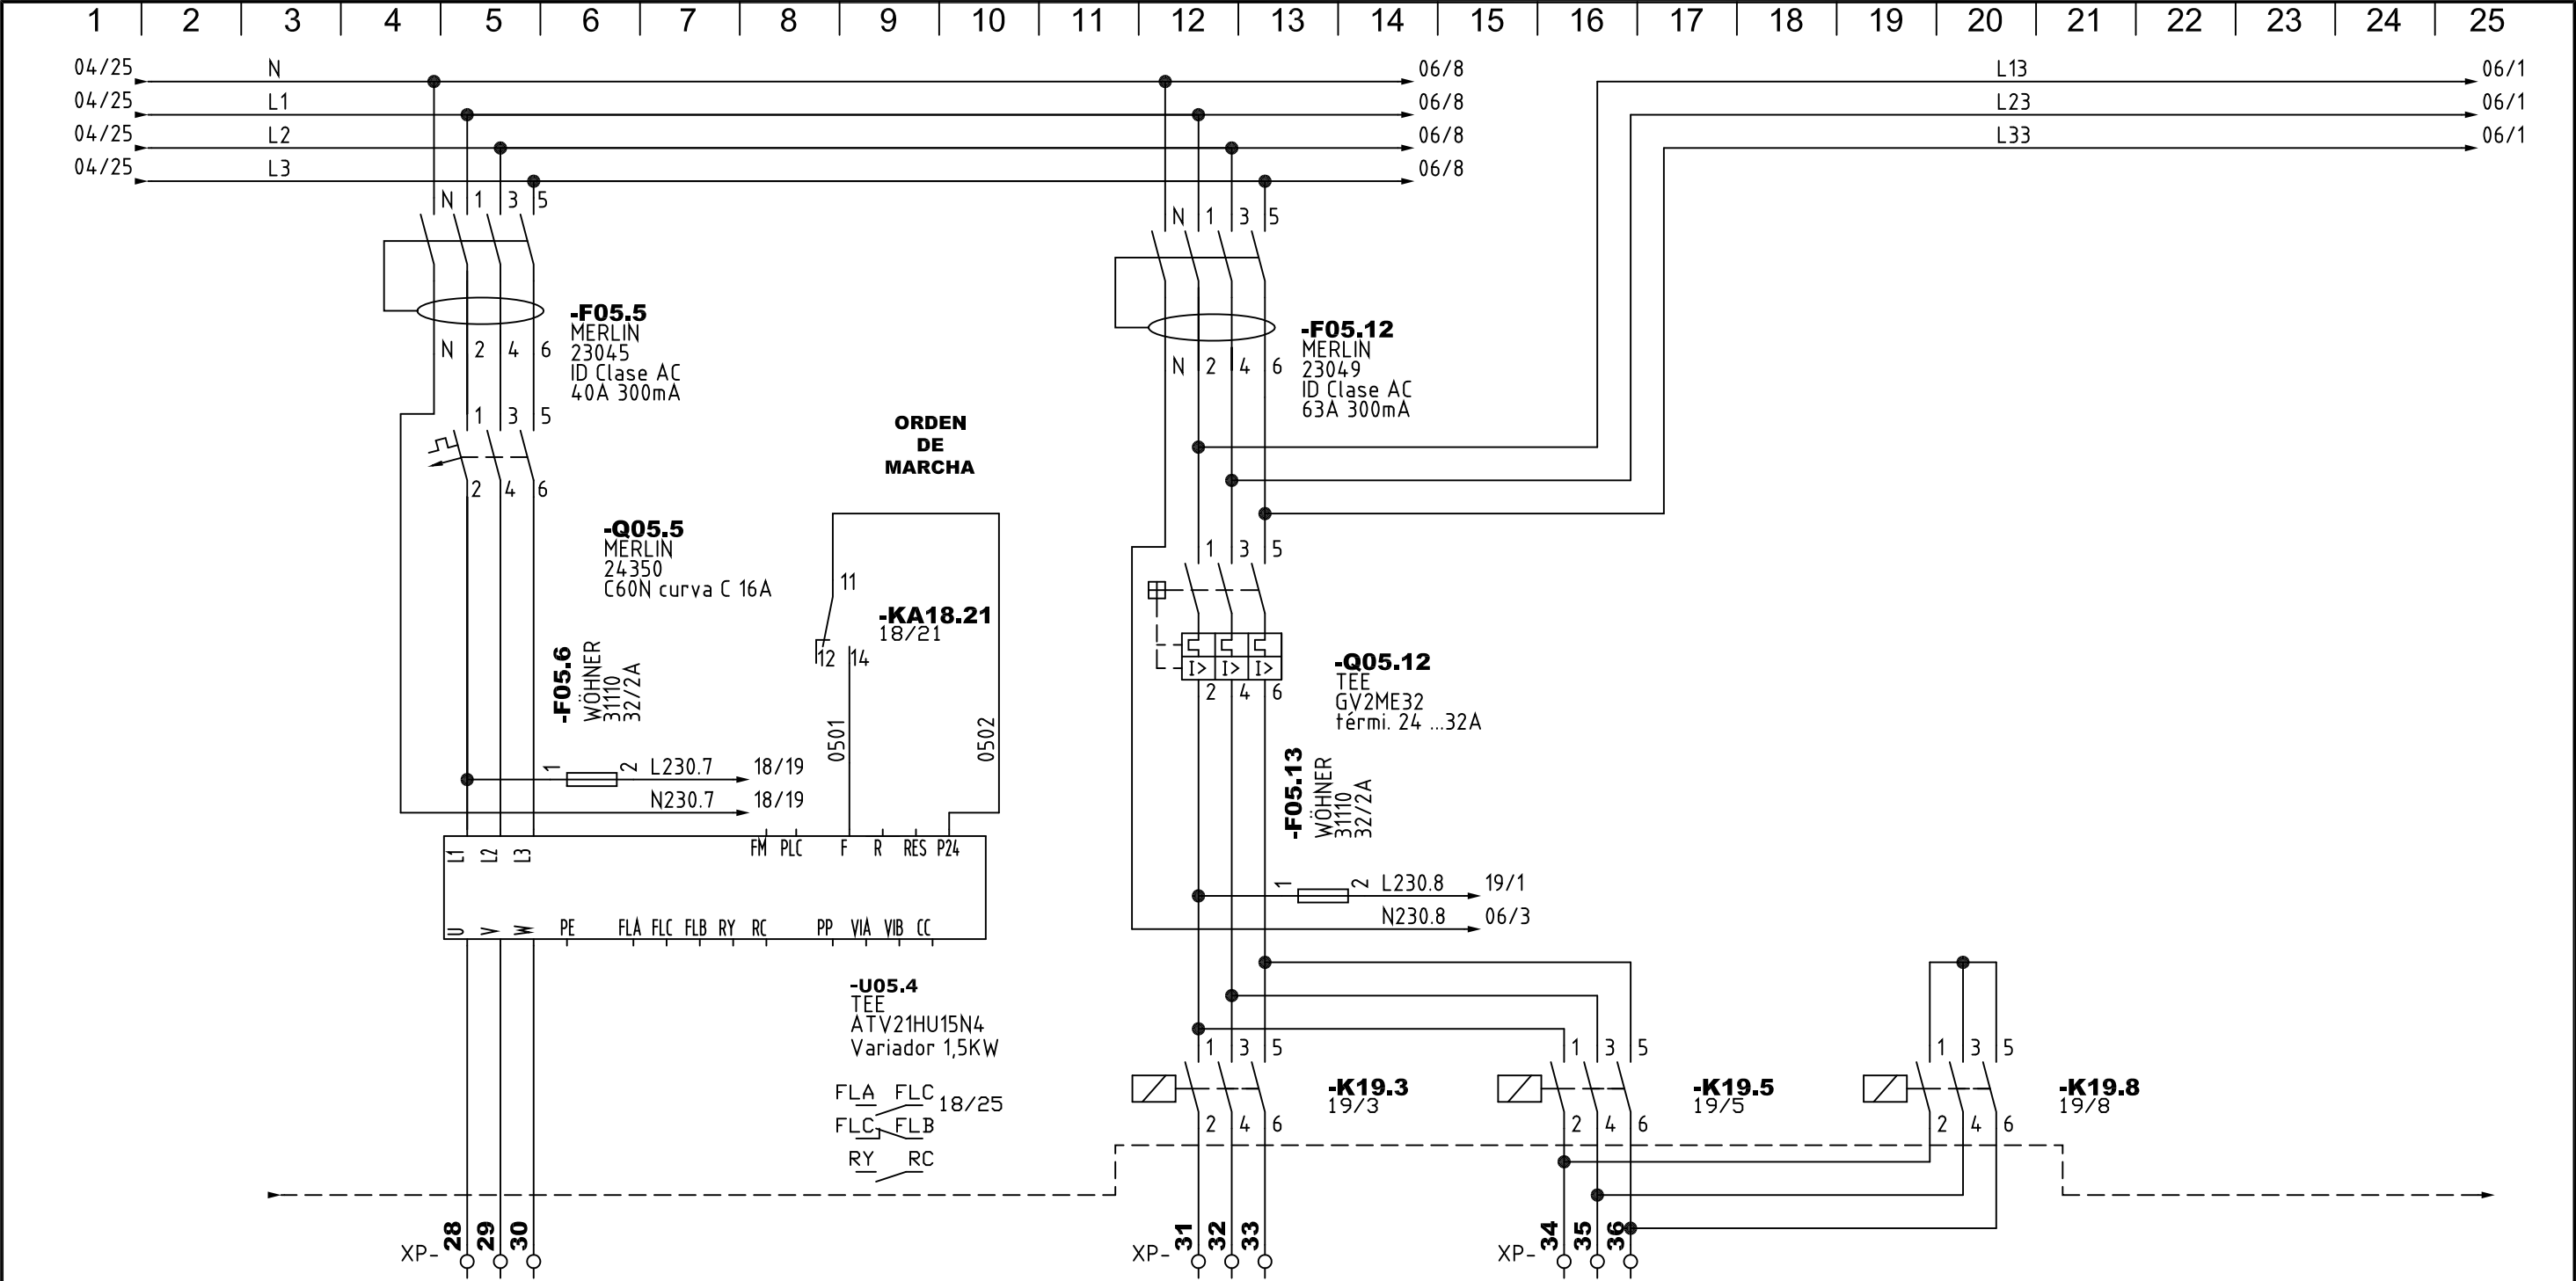 1 2 3 4 5 6 7 8 9 10 11 12 13 14 15 16 17 18 19 20 21 22 23 24 25
04/25 N 06/8 L13 06/1
04/25 L1 06/8 L23 06/1
04/25 L2 06/8 L33 06/1
04/25 L3 06/8
N 1 3 5
N 1 3 5
-F05.5
MERLIN
23045
ID Clase AC
40A 300mA
N 2 4 6
-F05.12
MERLIN
23049
ID Clase AC
63A 300mA
N 2 4 6
1 3 5
2 4 6
ORDEN
DE
MARCHA
-Q05.5
MERLIN
24350
C60N curva C 16A
11
-KA18.21
18/21
12 14
1 3 5
I> I> I>
2 4 6
-Q05.12
TEE
GV2ME32
térmi. 24 ...32A
-F05.6
WÖHNER
31110
32/2A
0501
0502
1 2 L230.7 18/19
N230.7 18/19
-F05.13
WÖHNER
31110
32/2A
L1 L2 L3 FM PLC F R RES P24
U V W PE FLA FLC FLB RY RC PP VIA VIB CC
1 2 L230.8 19/1
N230.8 06/3
-U05.4
TEE
ATV21HU15N4
Variador 1,5KW
FLA FLC 18/25
FLC FLB
RY RC
1 3 5
1 3 5
1 3 5
-K19.3
19/3
-K19.5
19/5
-K19.8
19/8
2 4 6
2 4 6
2 4 6
XP- 28 29 30
XP- 31 32 33
XP- 34 35 36